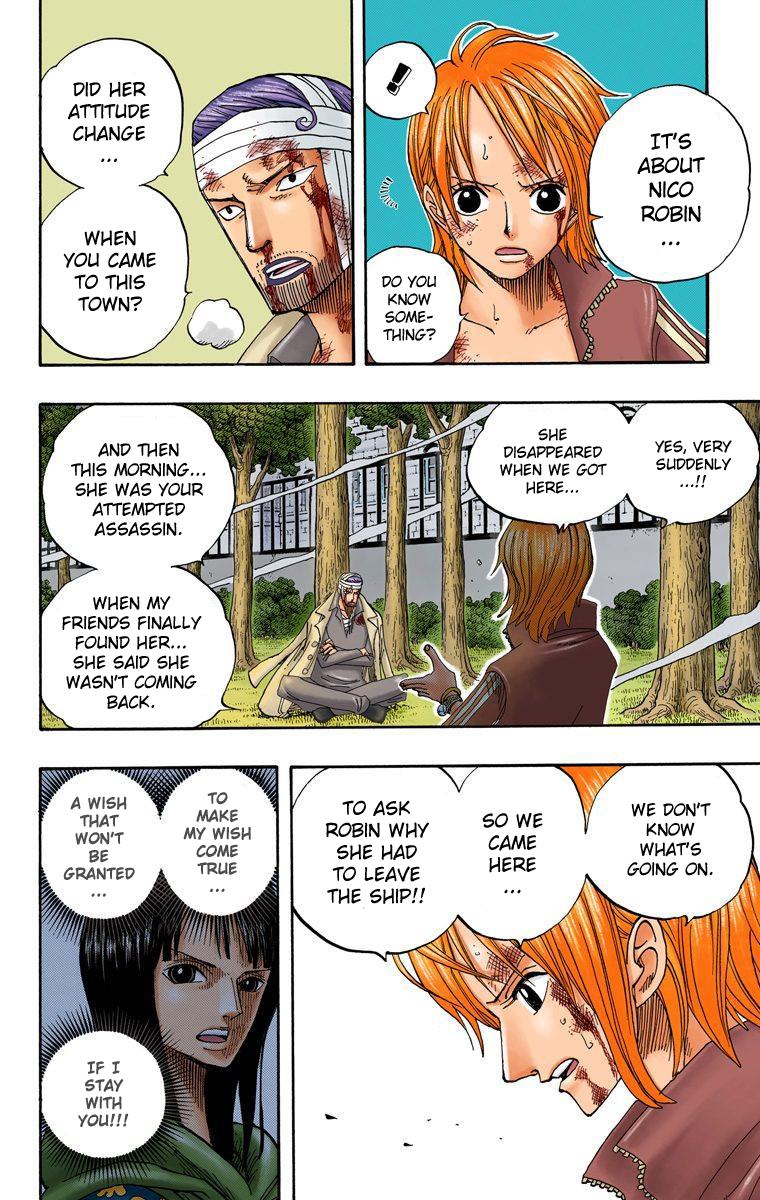 IT'S
ABOUT
NICO
ROBIN
...
!
DO YOU
KNOW
SOME-
THING?
DID HER
ATTITUDE
CHANGE
...
WHEN
YOU CAME
TO THIS
TOWN?
YES, VERY
SUDDENLY
...!!
SHE
DISAPPEARED
WHEN WE GOT
HERE...
AND THEN
THIS MORNING...
SHE WAS YOUR
ATTEMPTED
ASSASSIN.
WHEN MY
FRIENDS FINALLY
FOUND HER...
SHE SAID SHE
WASN'T COMING
BACK.
WE DON'T
KNOW
WHAT'S
GOING ON.
SO WE
CAME
HERE
...
TO ASK
ROBIN WHY
SHE HAD
TO LEAVE
THE SHIP!!
TO
MAKE
MY WISH
COME
TRUE
...
A WISH
THAT
WON'T
BE
GRANTED
...
IF I
STAY
WITH
YOU!!!